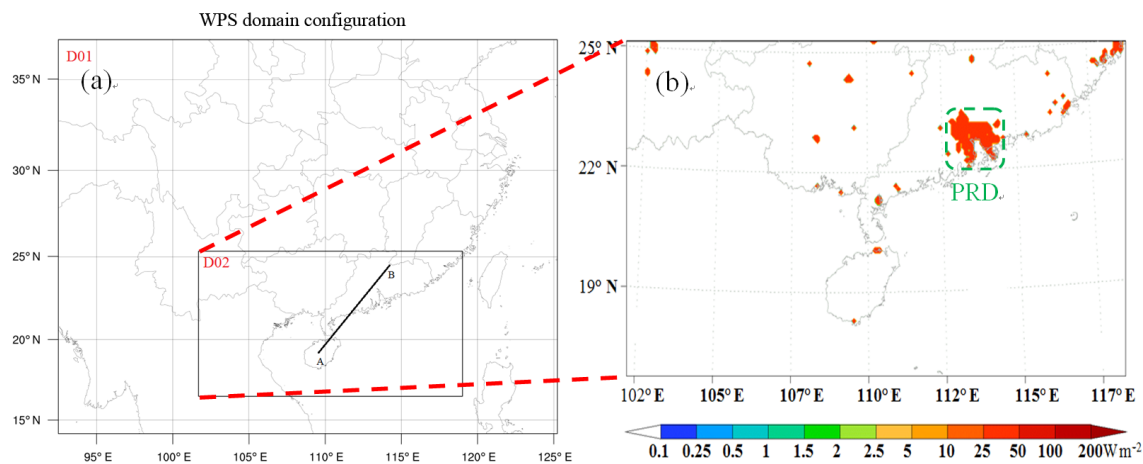 WPS domain configuration
D01
(a)
35° N
30° N
25° N
20° N
15° N
D02
A
B
95° E
100° E
105° E
110° E
115° E
120° E
125° E
(b)
25° N
22° N
19° N
PRD
102° E
105° E
107° E
110° E
112° E
115° E
117° E
0.1 0.25 0.5 1 1.5 2 2.5 5 10 25 50 100 200Wm-2